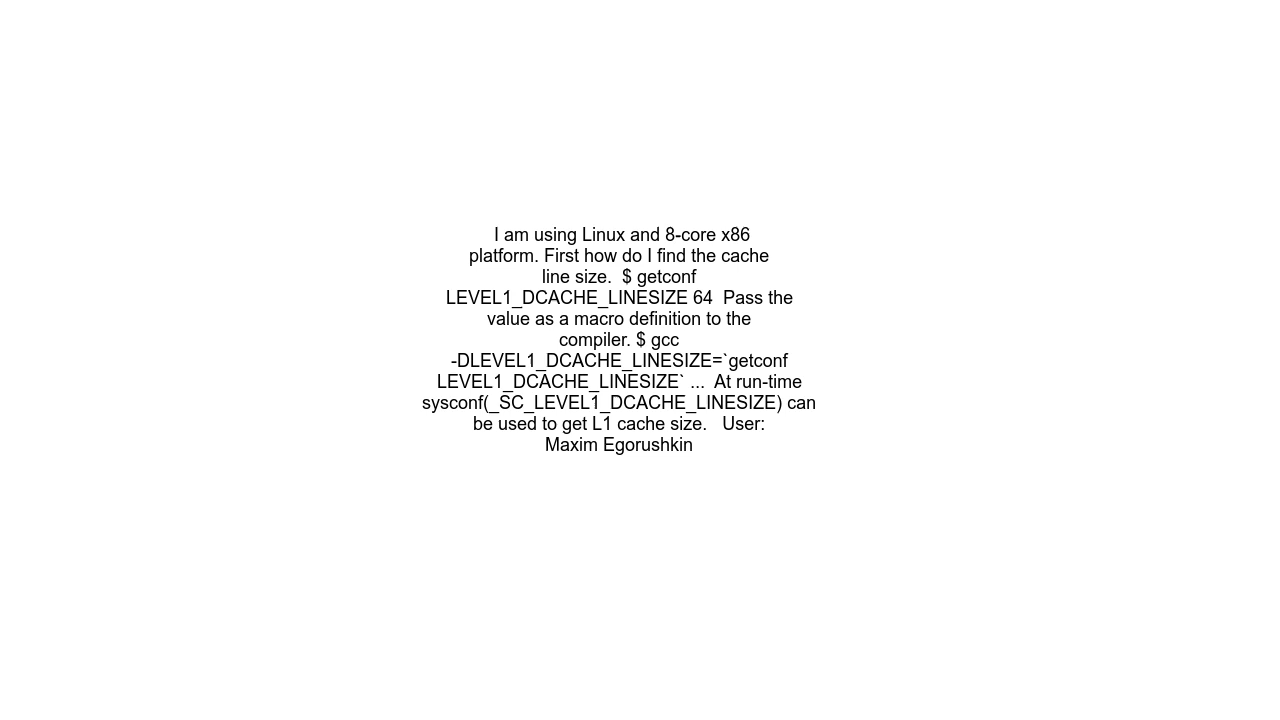 I am using Linux and 8-core x86
platform. First how do I find the cache
line size.  $ getconf
LEVEL1_DCACHE_LINESIZE 64  Pass the
value as a macro definition to the
compiler. $ gcc
-DLEVEL1_DCACHE_LINESIZE=`getconf
LEVEL1_DCACHE_LINESIZE` ...  At run-time
sysconf(_SC_LEVEL1_DCACHE_LINESIZE) can
be used to get L1 cache size.   User:
Maxim Egorushkin